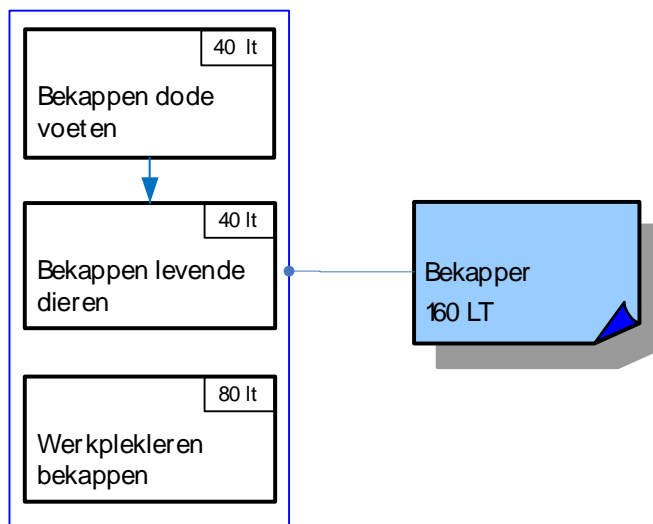 40 lt
Bekappen dode
voeten
40 lt
Bekappen levende
dieren
Bekapper
160 LT
80 lt
Werkplekleren
bekappen